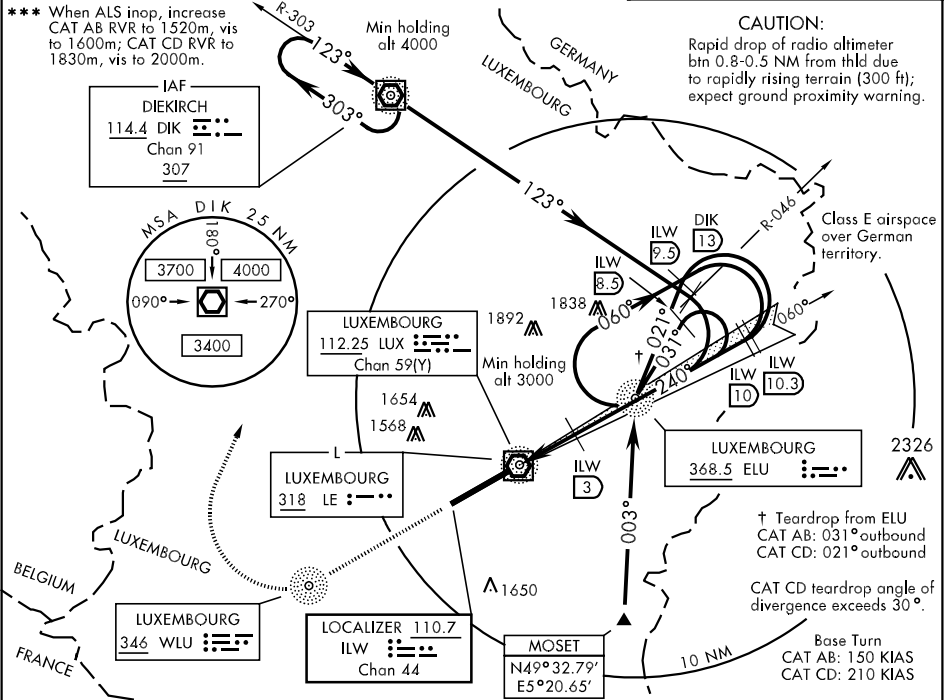 *** When ALS inop, increase
CAT AB RVR to 1520m, vis
to 1600m; CAT CD RVR to
1830m, vis to 2000m.
R-303
123°
303°
Min holding
alt 4000
GERMANY
LUXEMBOURG
CAUTION:
Rapid drop of radio altimeter
btn 0.8-0.5 NM from thld due
to rapidly rising terrain (300 ft);
expect ground proximity warning.
IAF
DIEKIRCH
114.4 DIK
Chan 91
307
123°
R-046
Class E airspace
over German
territory.
DIK
13
ILW
9.5
ILW
8.5
MSA DIK 25 NM
180°
3700
4000
090°
270°
3400
LUXEMBOURG
112.25 LUX
Chan 59(Y)
1892
1838
060°
021°
031°
†
060°
240°
Min holding
alt 3000
ILW
10
ILW
10.3
1654
1568
L
LUXEMBOURG
318 LE
ILW
3
LUXEMBOURG
368.5 ELU
2326
003°
† Teardrop from ELU
CAT AB: 031° outbound
CAT CD: 021° outbound
CAT CD teardrop angle of
divergence exceeds 30°.
Base Turn
CAT AB: 150 KIAS
CAT CD: 210 KIAS
LUXEMBOURG
BELGIUM
FRANCE
LUXEMBOURG
346 WLU
LOCALIZER 110.7
ILW
Chan 44
1650
MOSET
N49°32.79'
E5°20.65'
10 NM